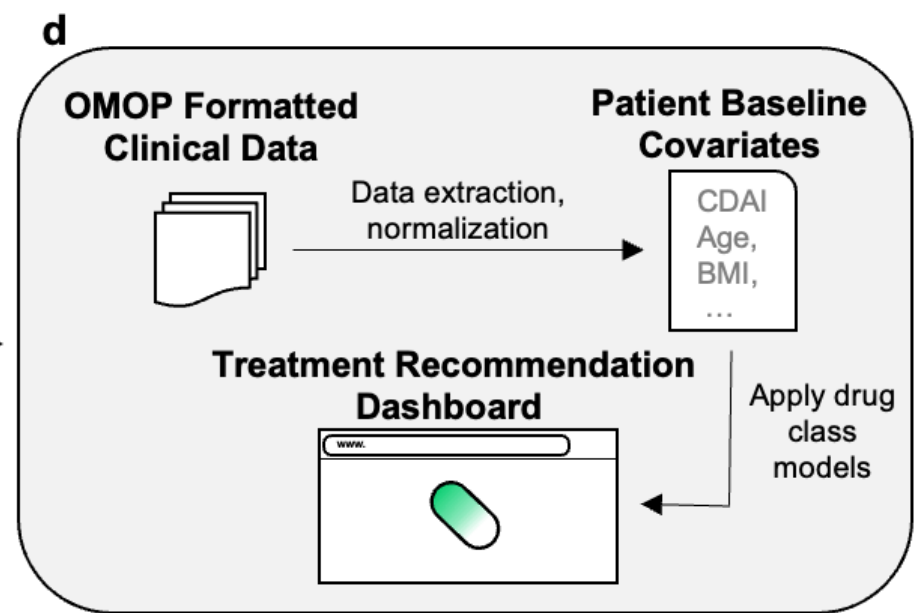 d
OMOP Formatted
Clinical Data
Patient Baseline
Covariates
Data extraction,
normalization
CDAI
Age,
BMI,
...
Treatment Recommendation
Dashboard
Apply drug
class
models
www.